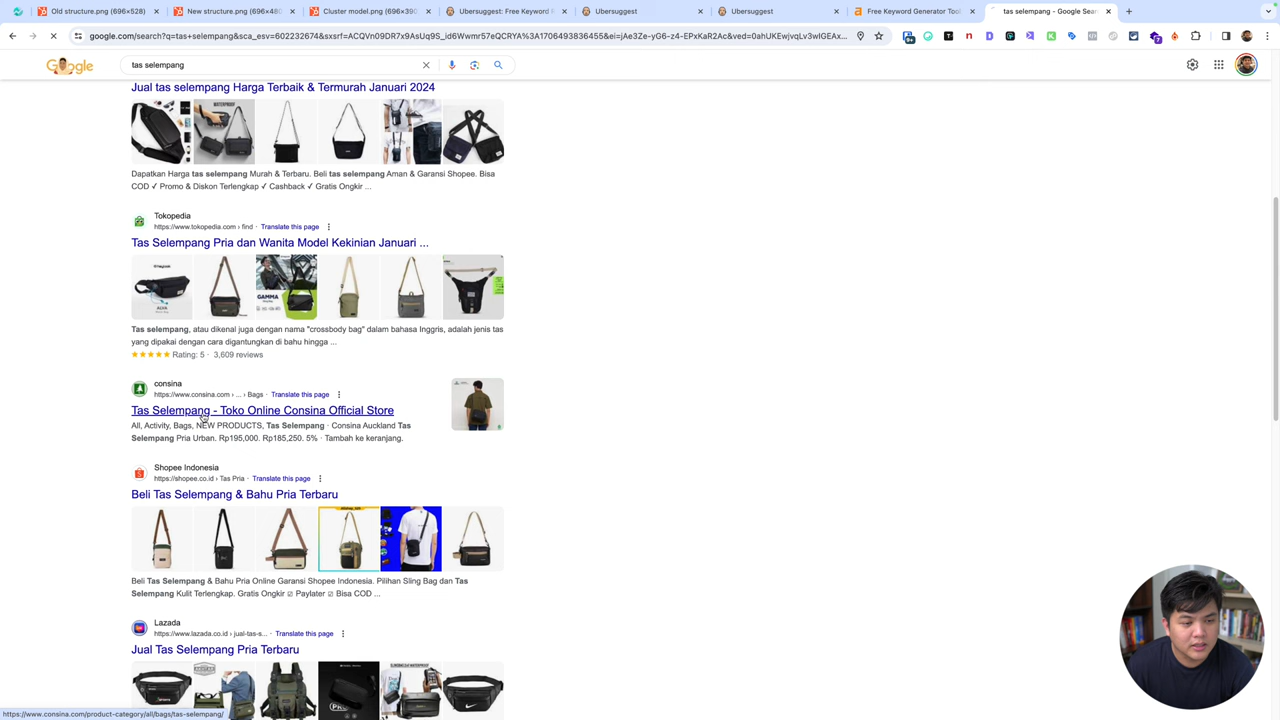 Old structure.png (696×528)
New structure.png (696×480
Cluster model.png (696×390
Ubersuggest: Free Keyword
Ubersuggest
Ubersuggest
Free Keyword Generator Tool
tas selempang - Google Sea
google.com/search?q=tas+selempang&sca_esv=602232674&sxsrf=ACQVn09DR7x9AsUq9S_id6Wwmr57eQCRYA%3A1706493836455&ei=jAe3Ze-yG6-z4-EPxKaR2Ac&ved=0ahUKEwjvqLv3wIGEAx...
Google
tas selempang
Jual tas selempang Harga Terbaik & Termurah Januari 2024
WATERPROOF
Dapatkan Harga tas selempang Murah & Terbaru. Beli tas selempang Aman & Garansi Shopee. Bisa
COD ✓ Promo & Diskon Terlengkap ✓ Cashback ✓ Gratis Ongkir ...
Tokopedia
https://www.tokopedia.com › find · Translate this page
Tas Selempang Pria dan Wanita Model Kekinian Januari ...
GAMMA
Tas selempang, atau dikenal juga dengan nama "crossbody bag" dalam bahasa Inggris, adalah jenis tas
yang dipakai dengan cara digantungkan di bahu hingga ...
★★★★★ Rating: 5 · 3,609 reviews
consina
https://www.consina.com › ... › Bags · Translate this page
Tas Selempang - Toko Online Consina Official Store
All, Activity, Bags, NEW PRODUCTS, Tas Selempang · Consina Auckland Tas
Selempang Pria Urban. Rp195,000. Rp185,250. 5% · Tambah ke keranjang.
Shopee Indonesia
https://shopee.co.id › Tas Pria · Translate this page
Beli Tas Selempang & Bahu Pria Terbaru
Beli Tas Selempang & Bahu Pria Online Garansi Shopee Indonesia. Pilihan Sling Bag dan Tas
Selempang Kulit Terlengkap. Gratis Ongkir ☑ Paylater ☑ Bisa COD ...
Lazada
https://www.lazada.co.id › jual-tas-s... · Translate this page
Jual Tas Selempang Pria Terbaru
https://www.consina.com/product-category/all/bags/tas-selempang/